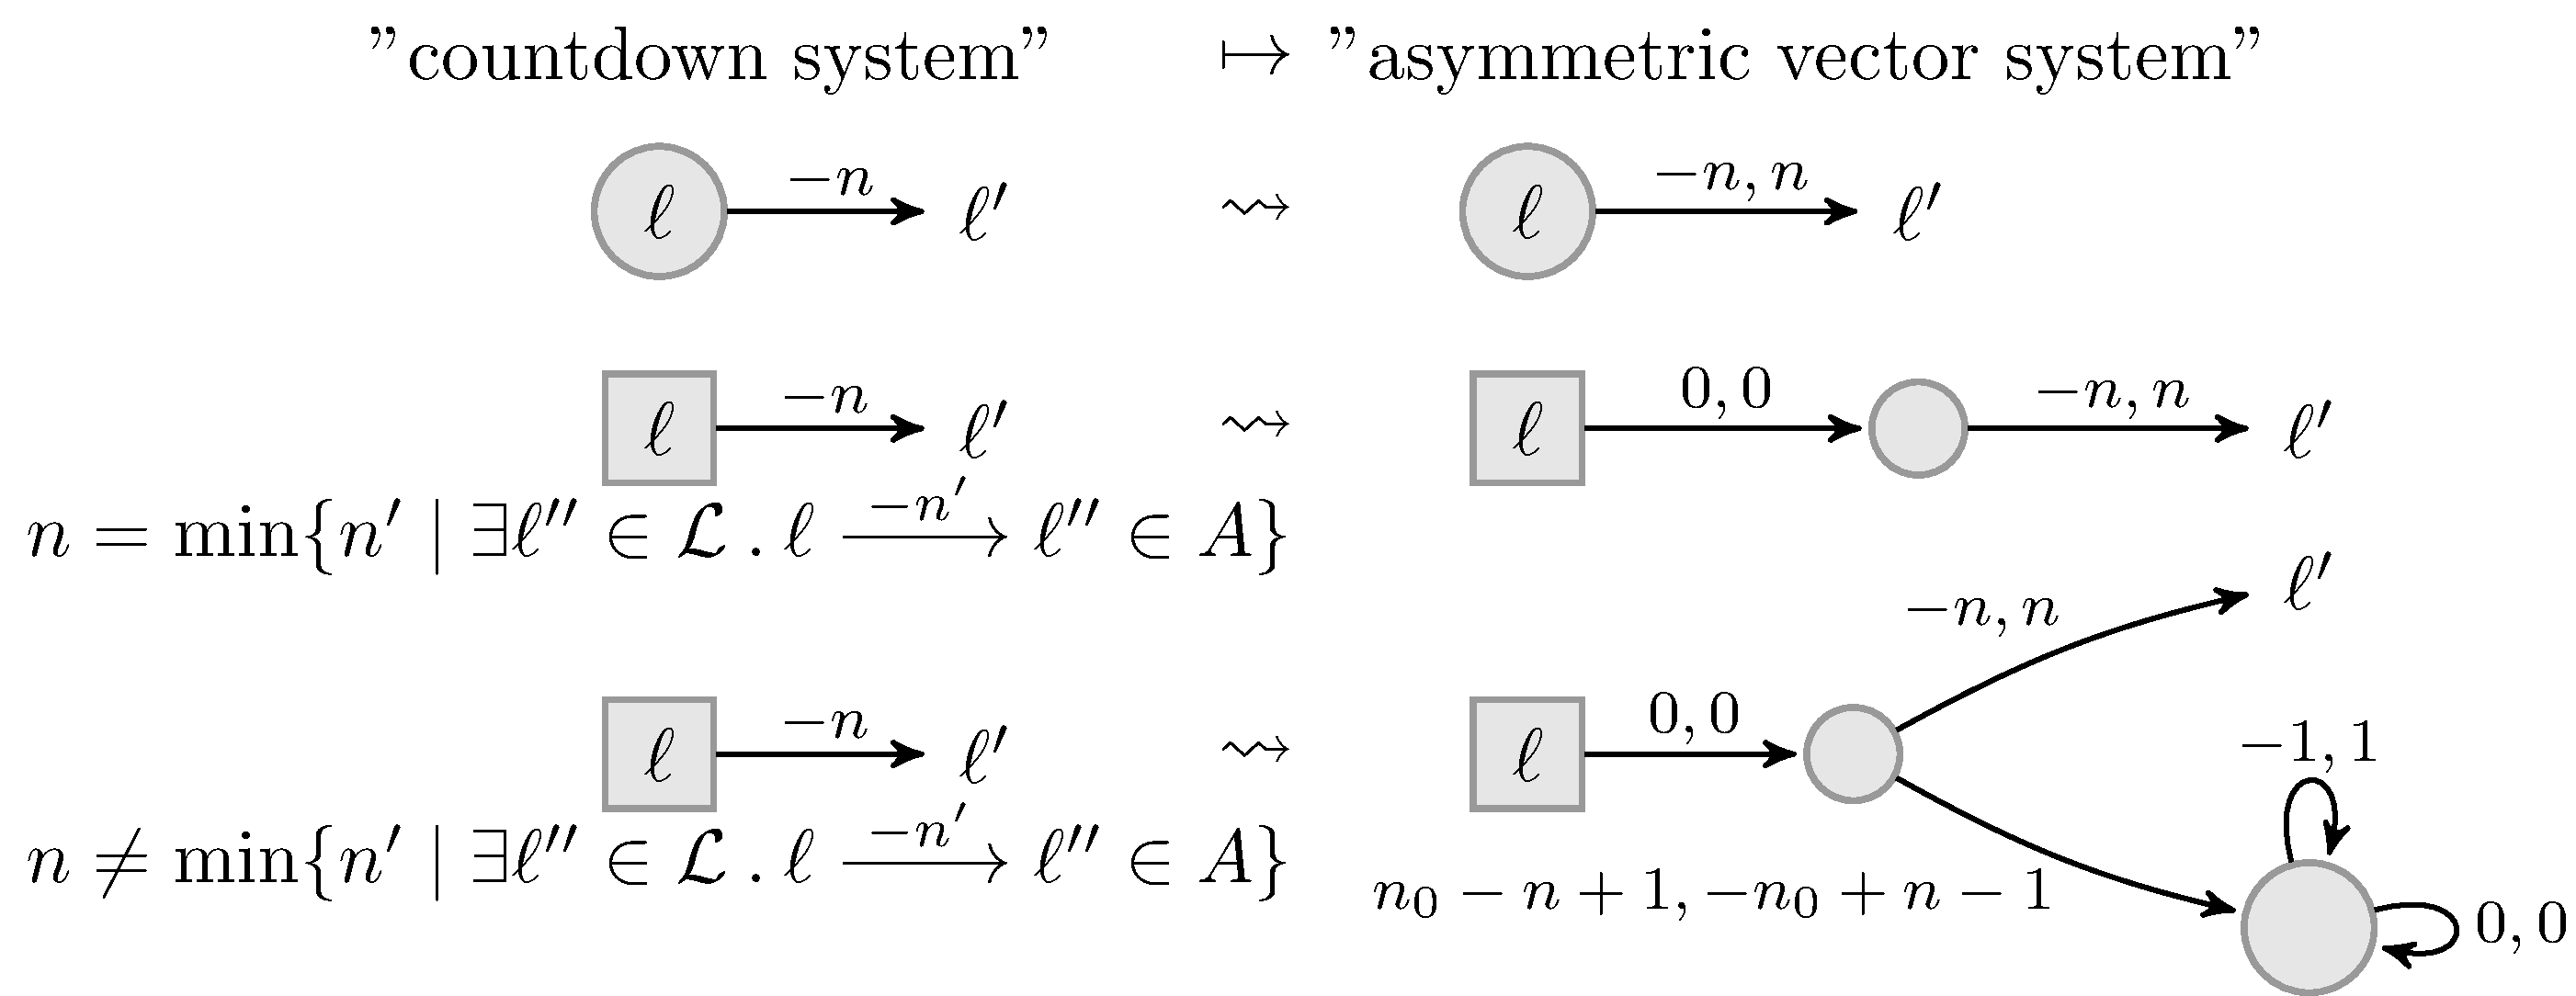 "countdown system" ↦ "asymmetric vector system"
ℓ −n ℓ′ ⇝ ℓ −n, n ℓ′
ℓ −n ℓ′ ⇝ ℓ 0, 0 −n, n ℓ′
n = min{n′ | ∃ℓ″ ∈ ℒ . ℓ −n′→ ℓ″ ∈ A}
−n, n ℓ′
ℓ −n ℓ′ ⇝ ℓ 0, 0 −1, 1
n ≠ min{n′ | ∃ℓ″ ∈ ℒ . ℓ −n′→ ℓ″ ∈ A} n₀ − n + 1, −n₀ + n − 1
0, 0